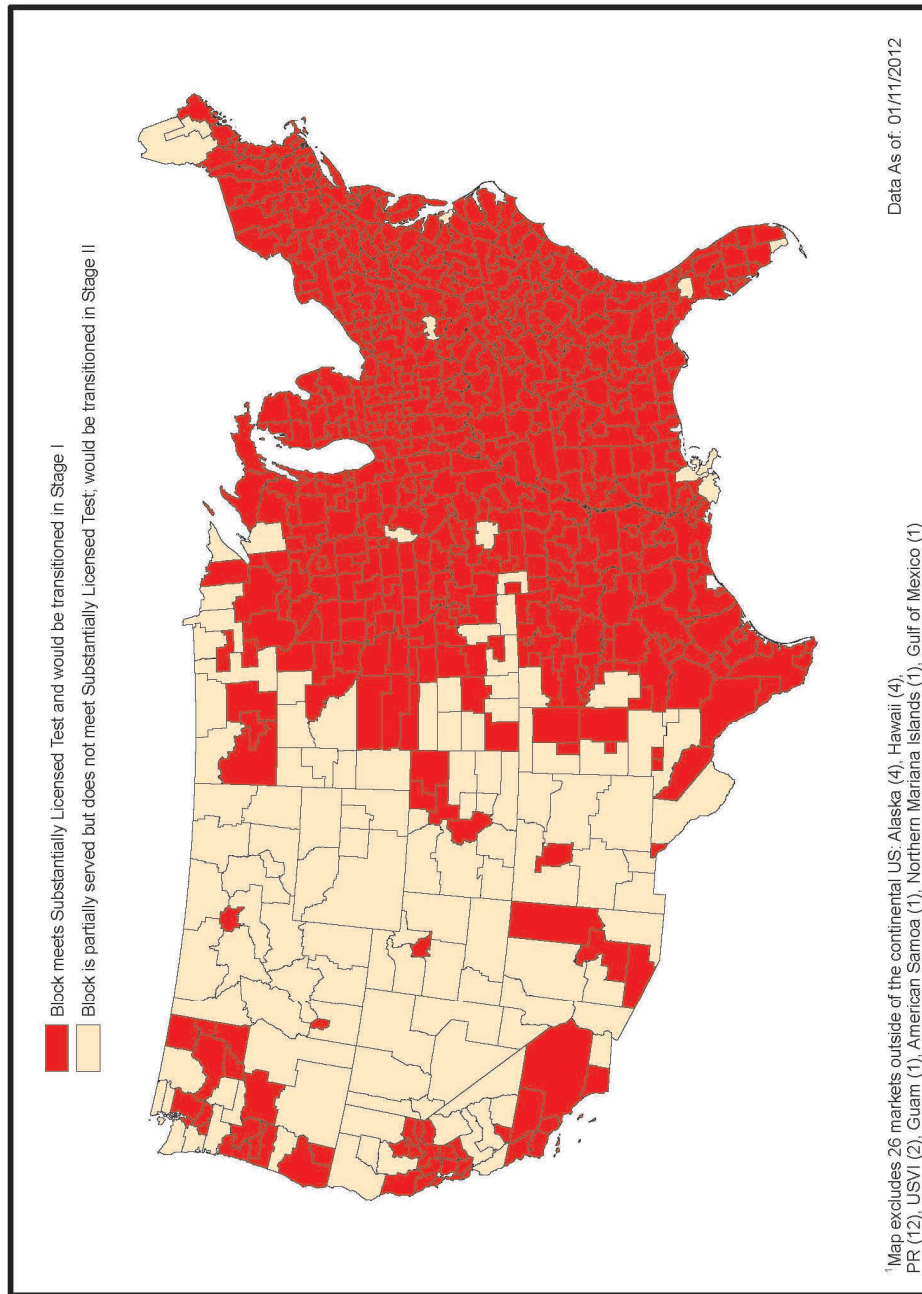 Block meets Substantially Licensed Test and would be transitioned in Stage I
Block is partially served but does not meet Substantially Licensed Test; would be transitioned in Stage II
Data As of: 01/11/2012
1Map excludes 26 markets outside of the continental US: Alaska (4), Hawaii (4),
PR (12), USVI (2), Guam (1), American Samoa (1), Northern Mariana Islands (1), Gulf of Mexico (1)